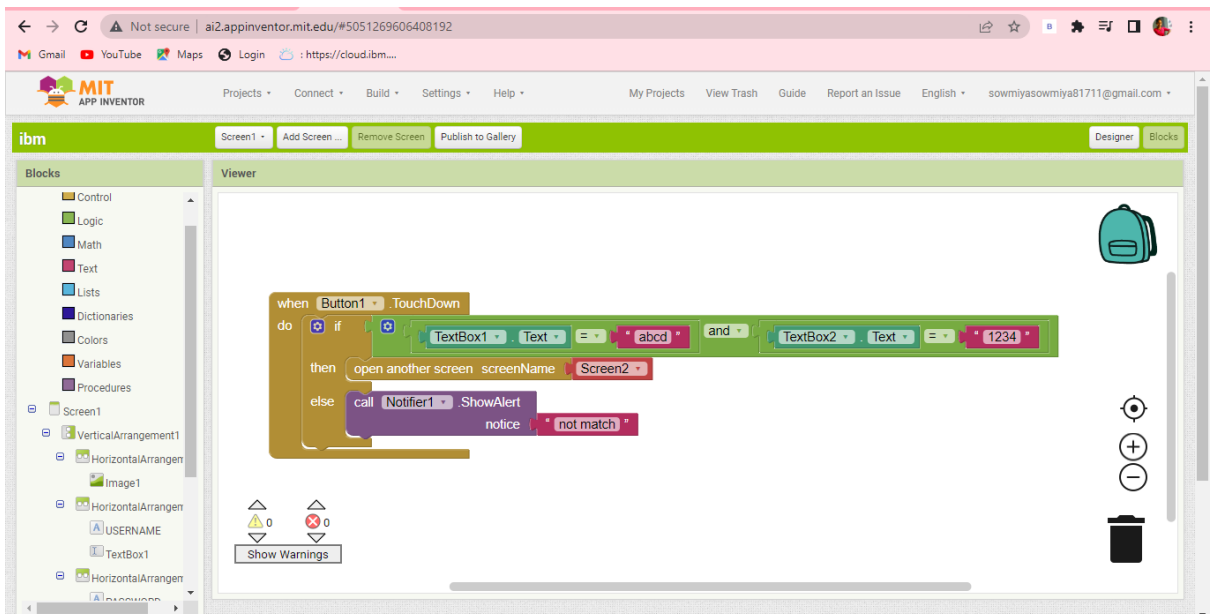 Not secure | ai2.appinventor.mit.edu/#5051269606408192
Gmail YouTube Maps Login : https://cloud.ibm....
MIT
APP INVENTOR
Projects Connect Build Settings Help My Projects View Trash Guide Report an Issue English sowmiyasowmiya81711@gmail.com
ibm Screen1 Add Screen ... Remove Screen Publish to Gallery Designer Blocks
Blocks Viewer
Control
Logic
Math
Text
Lists
Dictionaries
Colors
Variables
Procedures
Screen1
VerticalArrangement1
HorizontalArrangem
Image1
HorizontalArrangem
USERNAME
TextBox1
HorizontalArrangem
when Button1 .TouchDown
do if TextBox1 . Text = " abcd " and TextBox2 . Text = " 1234 "
then open another screen screenName Screen2
else call Notifier1 .ShowAlert
notice " not match "
0 0
Show Warnings